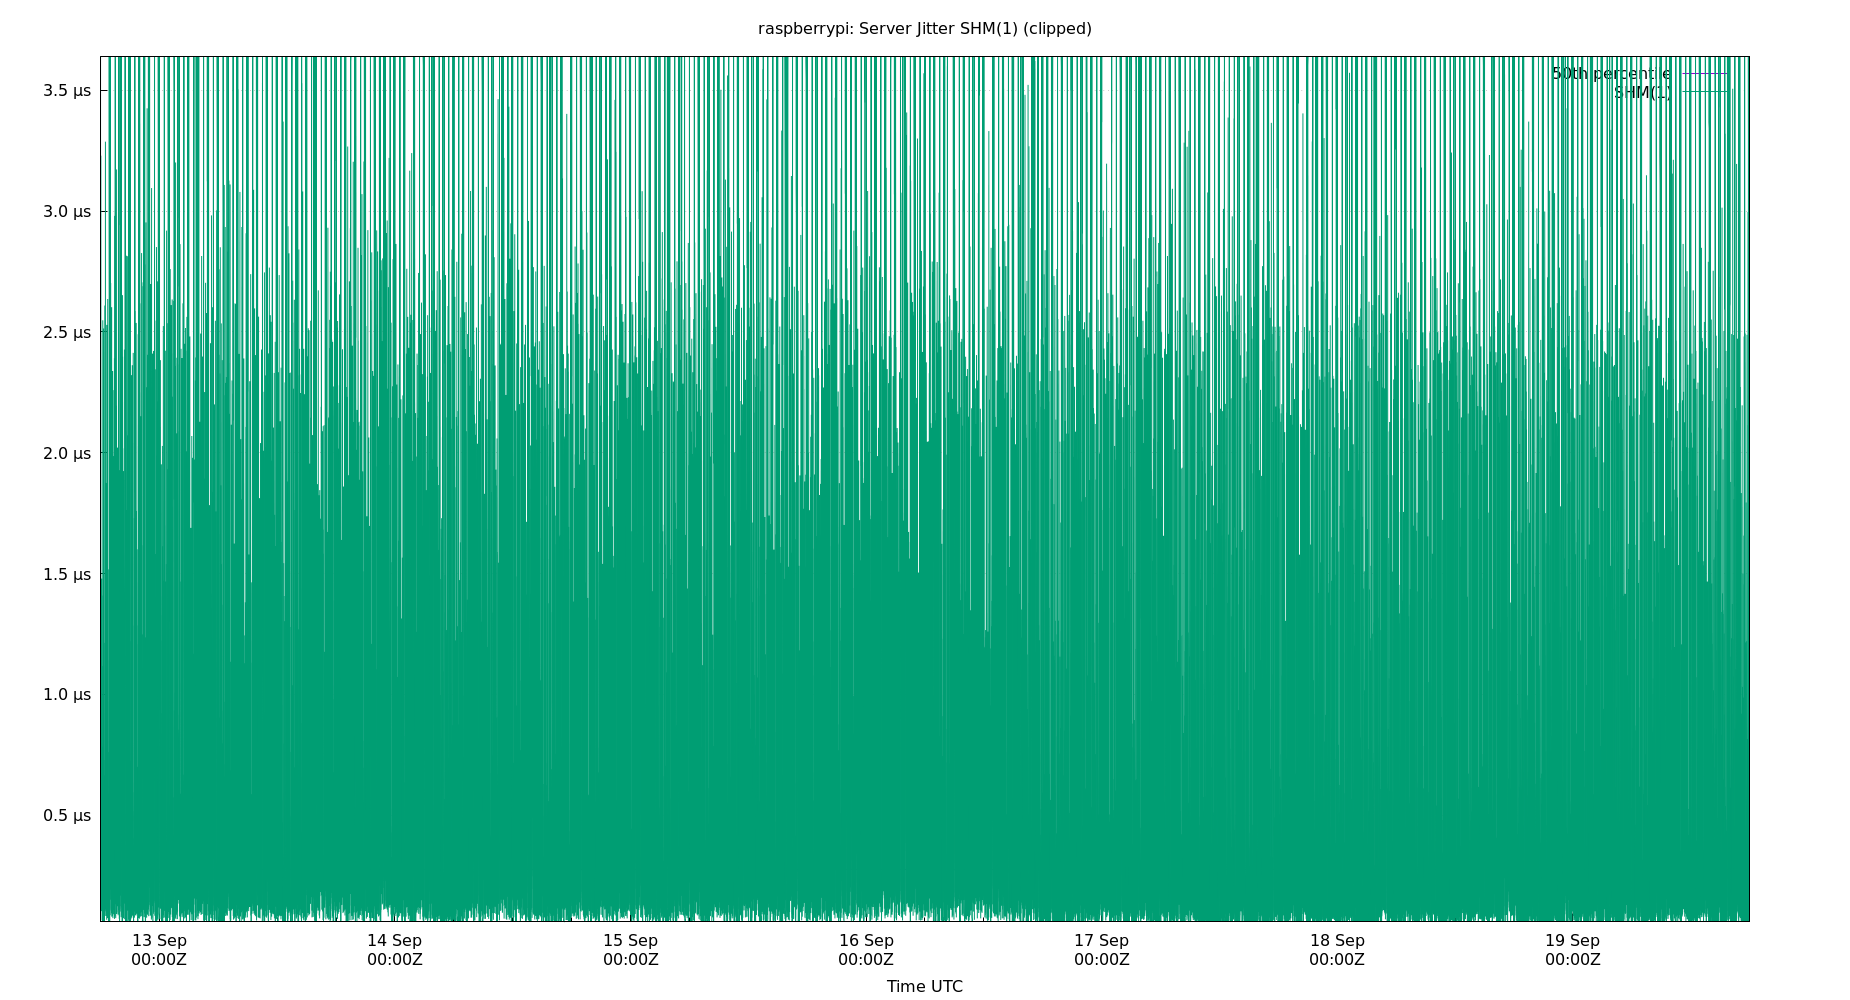 raspberrypi: Server Jitter SHM(1) (clipped)
50th percentile
SHM(1)
3.5 µs
3.0 µs
2.5 µs
2.0 µs
1.5 µs
1.0 µs
0.5 µs
13 Sep 14 Sep 15 Sep 16 Sep 17 Sep 18 Sep 19 Sep
00:00Z 00:00Z 00:00Z 00:00Z 00:00Z 00:00Z 00:00Z
Time UTC